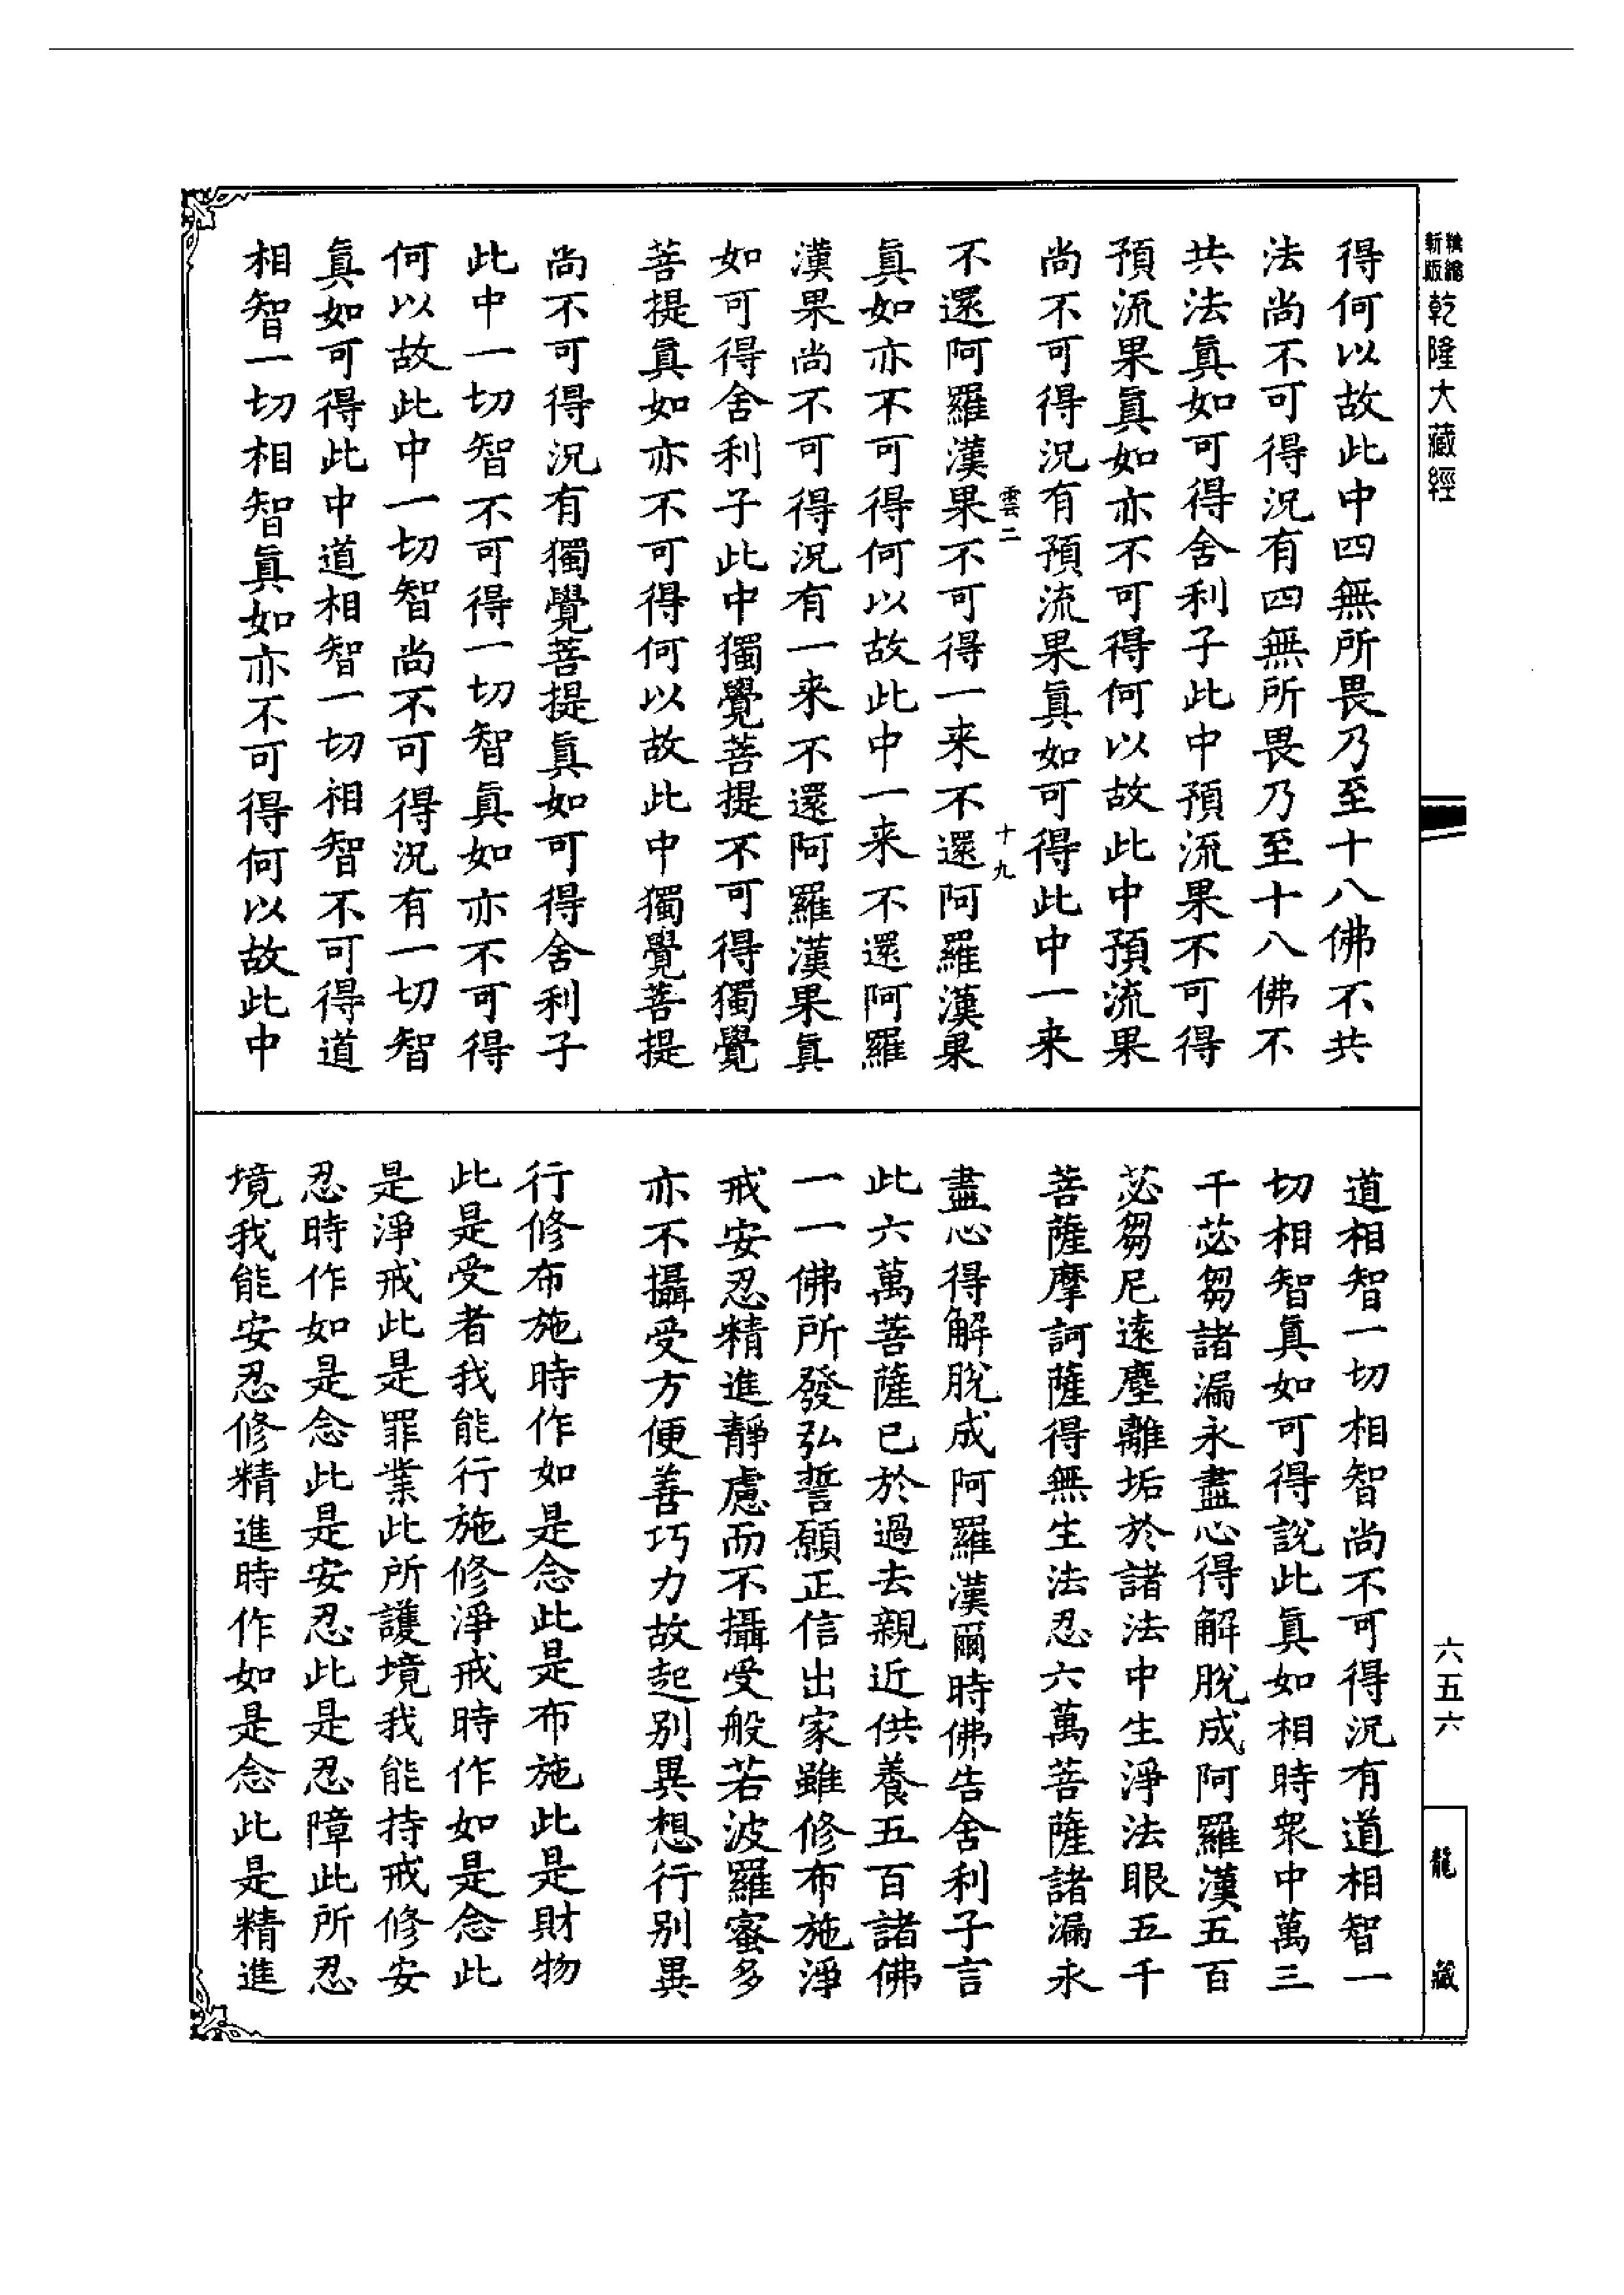 新版精縮
乾隆大藏經
六五六
龍藏
得何以故此中四無所畏乃至十八佛不共
法尚不可得況有四無所畏乃至十八佛不
共法眞如可得舍利子此中預流果不可得
預流果眞如亦不可得何以故此中預流果
尚不可得況有預流果眞如可得此中一来
雲二
十九
不還阿羅漢果不可得一来不還阿羅漢果
眞如亦不可得何以故此中一来不還阿羅
漢果尚不可得況有一来不還阿羅漢果眞
如可得舍利子此中獨覺菩提不可得獨覺
菩提眞如亦不可得何以故此中獨覺菩提
尚不可得況有獨覺菩提眞如可得舍利子
此中一切智不可得一切智眞如亦不可得
何以故此中一切智尚不可得況有一切智
眞如可得此中道相智一切相智不可得道
相智一切相智眞如亦不可得何以故此中
道相智一切相智尚不可得況有道相智一
切相智眞如可得說此眞如相時衆中萬三
千苾芻諸漏永盡心得解脫成阿羅漢五百
苾芻尼遠塵離垢於諸法中生淨法眼五千
菩薩摩訶薩得無生法忍六萬菩薩諸漏永
盡心得解脫成阿羅漢爾時佛告舍利子言
此六萬菩薩已於過去親近供養五百諸佛
一一佛所發弘誓願正信出家雖修布施淨
戒安忍精進靜慮而不攝受般若波羅蜜多
亦不攝受方便善巧力故起别異想行别異
行修布施時作如是念此是布施此是財物
此是受者我能行施修淨戒時作如是念此
是淨戒此是罪業此所護境我能持戒修安
忍時作如是念此是安忍此是忍障此所忍
境我能安忍修精進時作如是念此是精進